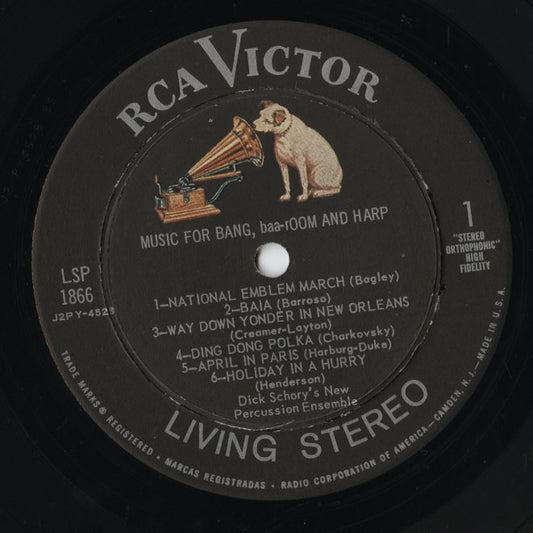 RCA VICTOR
MUSIC FOR BANG, baa-rOOM AND HARP
LSP
1866
J2PY-4528
1
"STEREO
ORTHOPHONIC"
HIGH
FIDELITY
1—NATIONAL EMBLEM MARCH (Bagley)
2—BAIA (Barroso)
3—WAY DOWN YONDER IN NEW ORLEANS
(Creamer-Layton)
4—DING DONG POLKA (Charkovsky)
5—APRIL IN PARIS (Harburg-Duke)
6—HOLIDAY IN A HURRY
(Henderson)
Dick Schory's New
Percussion Ensemble
LIVING STEREO
TRADE MARKS ® REGISTERED • MARCAS REGISTRADAS • RADIO CORPORATION OF AMERICA—CAMDEN, N.J.—MADE IN U.S.A.